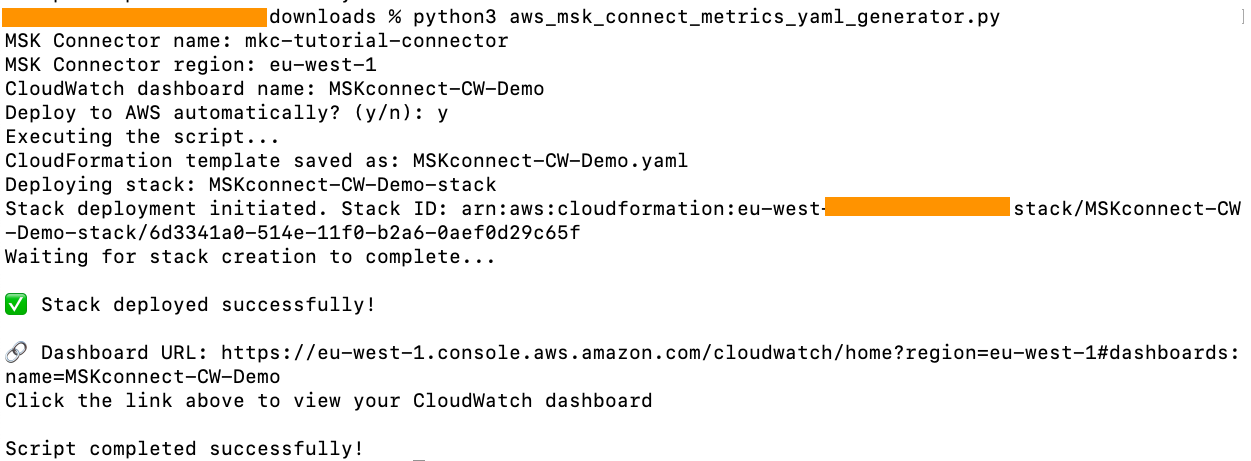 downloads % python3 aws_msk_connect_metrics_yaml_generator.py
MSK Connector name: mkc-tutorial-connector
MSK Connector region: eu-west-1
CloudWatch dashboard name: MSKconnect-CW-Demo
Deploy to AWS automatically? (y/n): y
Executing the script...
CloudFormation template saved as: MSKconnect-CW-Demo.yaml
Deploying stack: MSKconnect-CW-Demo-stack
Stack deployment initiated. Stack ID: arn:aws:cloudformation:eu-west- stack/MSKconnect-CW
-Demo-stack/6d3341a0-514e-11f0-b2a6-0aef0d29c65f
Waiting for stack creation to complete...
✅ Stack deployed successfully!
🔗 Dashboard URL: https://eu-west-1.console.aws.amazon.com/cloudwatch/home?region=eu-west-1#dashboards:
name=MSKconnect-CW-Demo
Click the link above to view your CloudWatch dashboard
Script completed successfully!